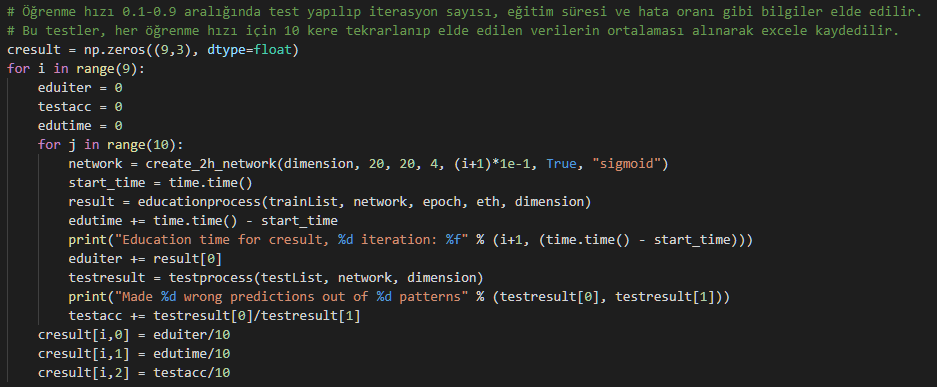 # Öğrenme hızı 0.1-0.9 aralığında test yapılıp iterasyon sayısı, eğitim süresi ve hata oranı gibi bilgiler elde edilir.
# Bu testler, her öğrenme hızı için 10 kere tekrarlanıp elde edilen verilerin ortalaması alınarak excele kaydedilir.
cresult = np.zeros((9,3), dtype=float)
for i in range(9):
    eduiter = 0
    testacc = 0
    edutime = 0
    for j in range(10):
        network = create_2h_network(dimension, 20, 20, 4, (i+1)*1e-1, True, "sigmoid")
        start_time = time.time()
        result = educationprocess(trainList, network, epoch, eth, dimension)
        edutime += time.time() - start_time
        print("Education time for cresult, %d iteration: %f" % (i+1, (time.time() - start_time)))
        eduiter += result[0]
        testresult = testprocess(testList, network, dimension)
        print("Made %d wrong predictions out of %d patterns" % (testresult[0], testresult[1]))
        testacc += testresult[0]/testresult[1]
    cresult[i,0] = eduiter/10
    cresult[i,1] = edutime/10
    cresult[i,2] = testacc/10